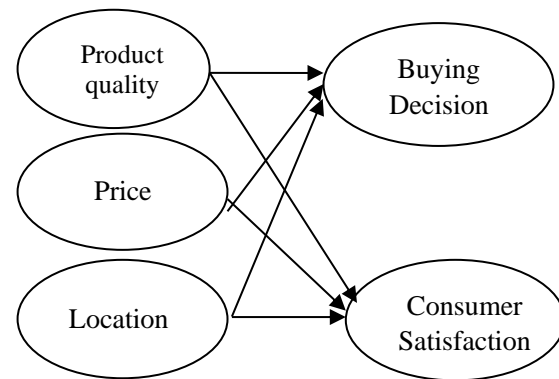 Product
quality
Buying
Decision
Price
Location
Consumer
Satisfaction